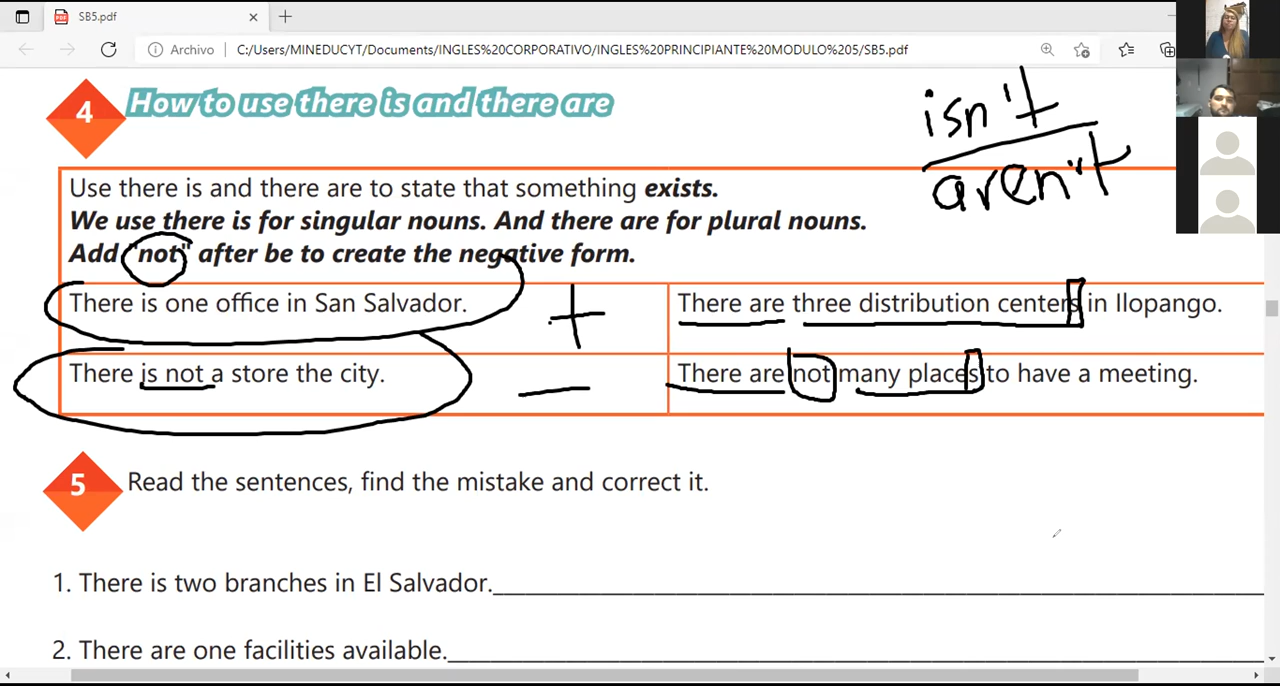 SB5.pdf
Archivo
C:/Users/MINEDUCYT/Documents/INGLES%20CORPORATIVO/INGLES%20PRINCIPIANTE%20MODULO%205/SB5.pdf
4 How to use there is and there are
isn't
aren't
Use there is and there are to state that something exists.
We use there is for singular nouns. And there are for plural nouns.
Add "not" after be to create the negative form.
There is one office in San Salvador. + There are three distribution centers in Ilopango.
There is not a store the city. − There are not many places to have a meeting.
5 Read the sentences, find the mistake and correct it.
1. There is two branches in El Salvador.
2. There are one facilities available.